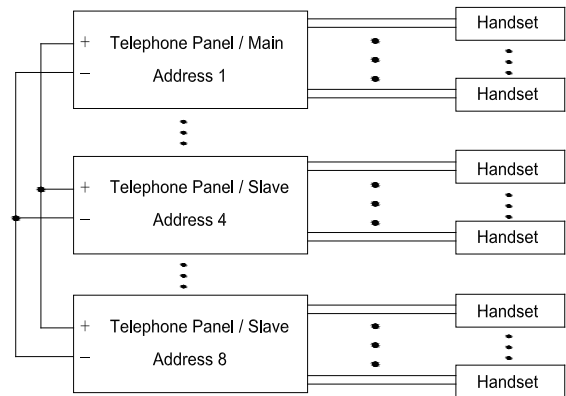 Telephone Panel / Main
Address 1
Handset
Handset
+
−
Telephone Panel / Slave
Address 4
Handset
Handset
+
−
Telephone Panel / Slave
Address 8
Handset
Handset
+
−